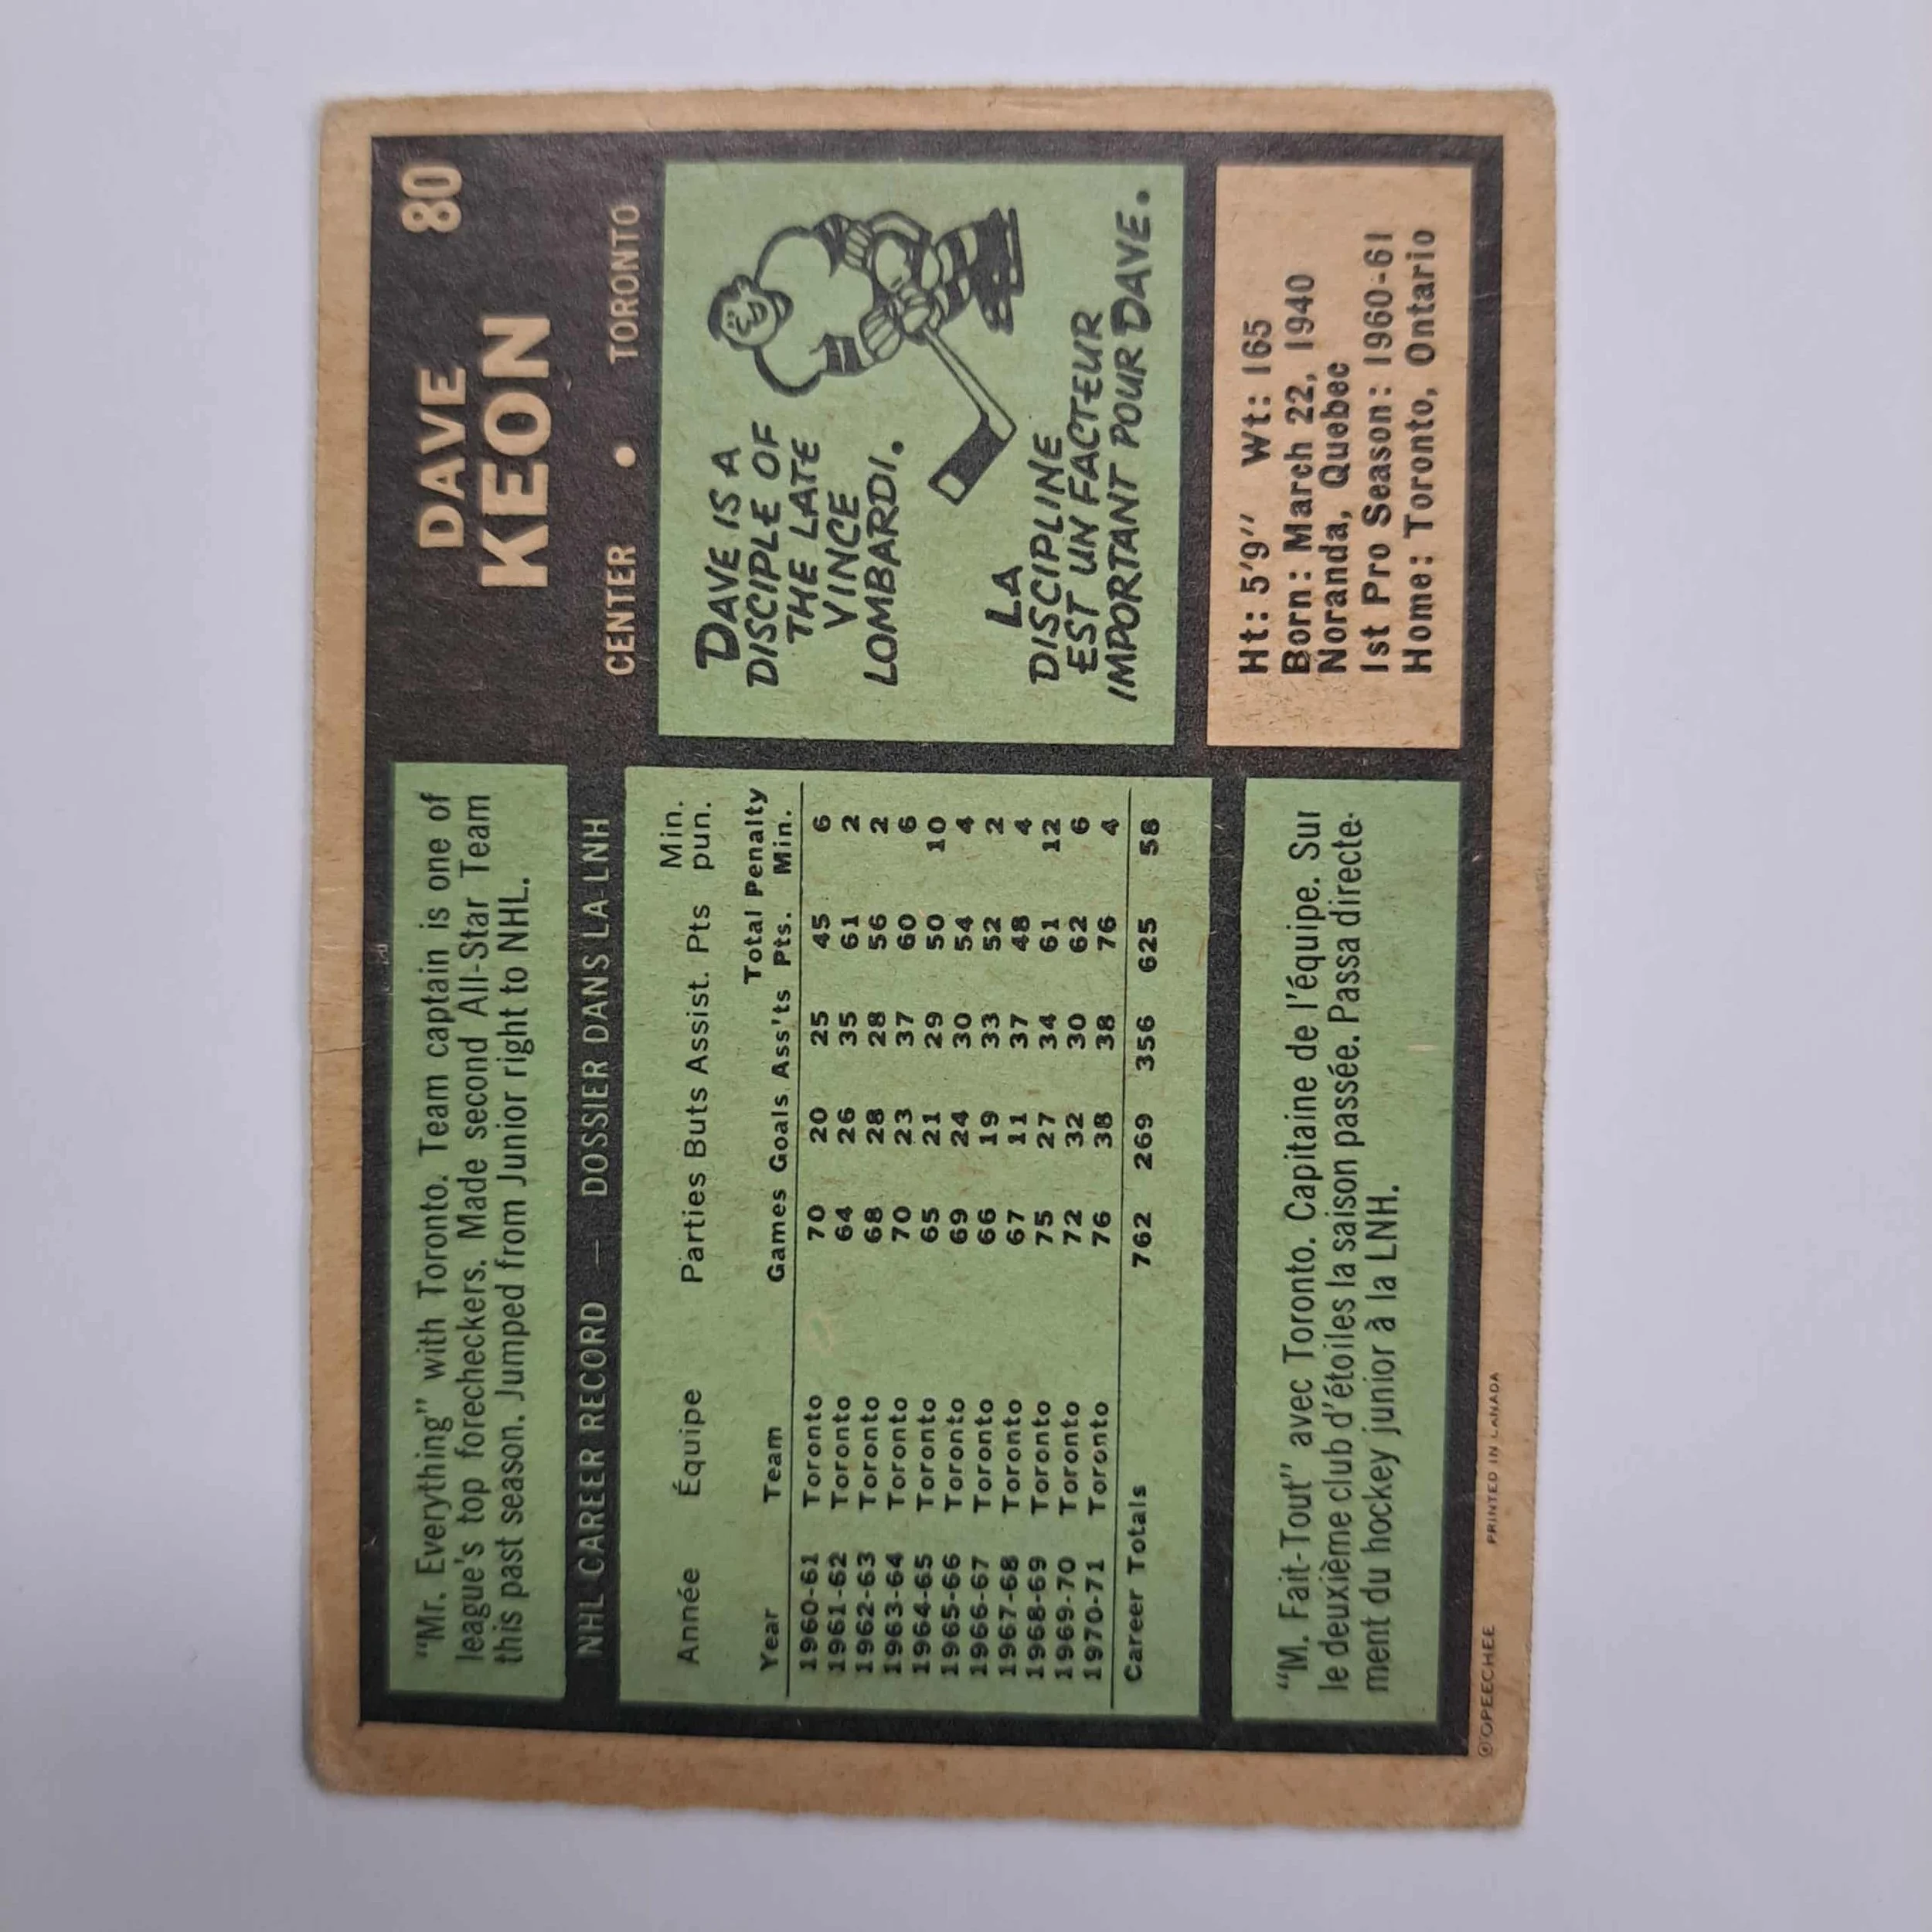 "Mr. Everything" with Toronto. Team captain is one of
league's top forecheckers. Made second All-Star Team
this past season. Jumped from Junior right to NHL.
DAVE 80
KEON
CENTER • TORONTO
NHL CAREER RECORD — DOSSIER DANS LA-LNH
Année Équipe Parties Buts Assist. Pts Min. pun.
Year Team Games Goals Ass'ts Total Pts. Penalty Min.
1960-61 Toronto 70 20 25 45 6
1961-62 Toronto 64 26 35 61 2
1962-63 Toronto 68 28 28 56 2
1963-64 Toronto 70 23 37 60 6
1964-65 Toronto 65 21 29 50 10
1965-66 Toronto 69 24 30 54 4
1966-67 Toronto 66 19 33 52 2
1967-68 Toronto 67 11 37 48 4
1968-69 Toronto 75 27 34 61 12
1969-70 Toronto 72 32 30 62 6
1970-71 Toronto 76 38 38 76 4
Career Totals 762 269 356 625 58
DAVE IS A
DISCIPLE OF
THE LATE
VINCE
LOMBARDI.
LA
DISCIPLINE
EST UN FACTEUR
IMPORTANT POUR DAVE.
"M. Fait-Tout" avec Toronto. Capitaine de l'équipe. Sur
le deuxième club d'étoiles la saison passée. Passa directe-
ment du hockey junior à la LNH.
Ht: 5'9" Wt: 165
Born: March 22, 1940
Noranda, Quebec
1st Pro Season: 1960-61
Home: Toronto, Ontario
©OPEECHEE PRINTED IN CANADA